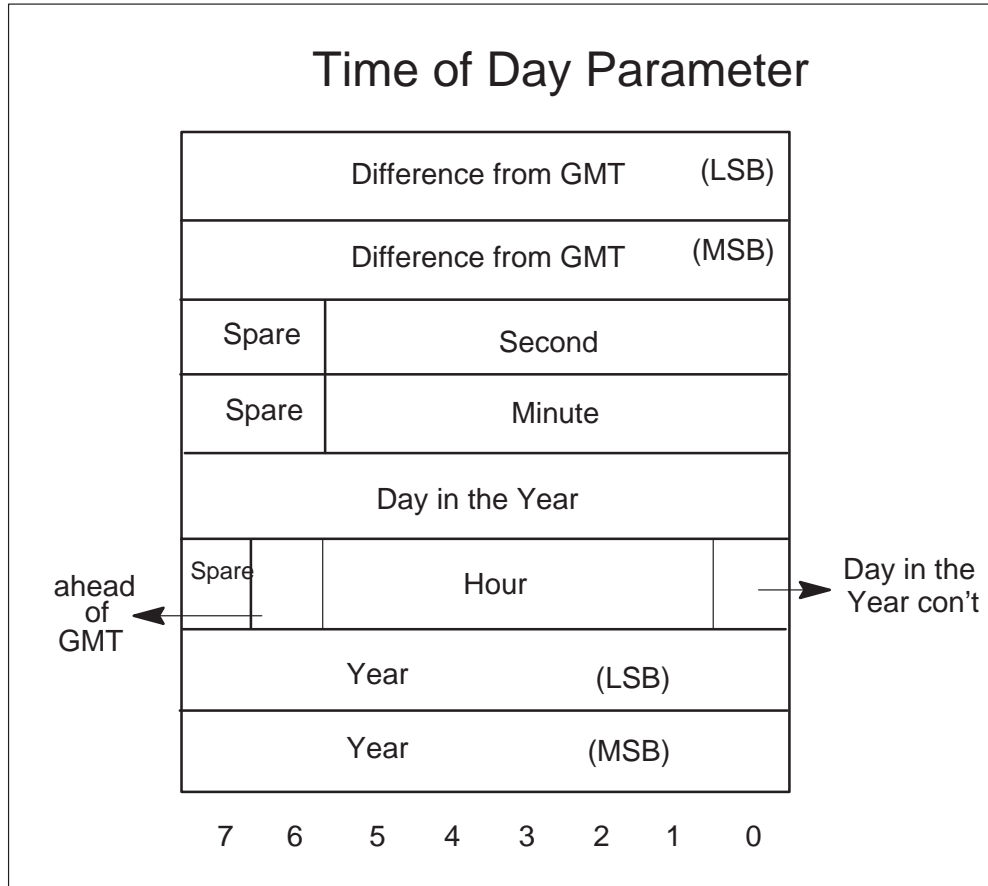 Time of Day Parameter
Difference from GMT (LSB)
Difference from GMT (MSB)
Spare Second
Spare Minute
Day in the Year
Spare Hour
ahead
of
GMT
Day in the
Year con't
Year (LSB)
Year (MSB)
7 6 5 4 3 2 1 0